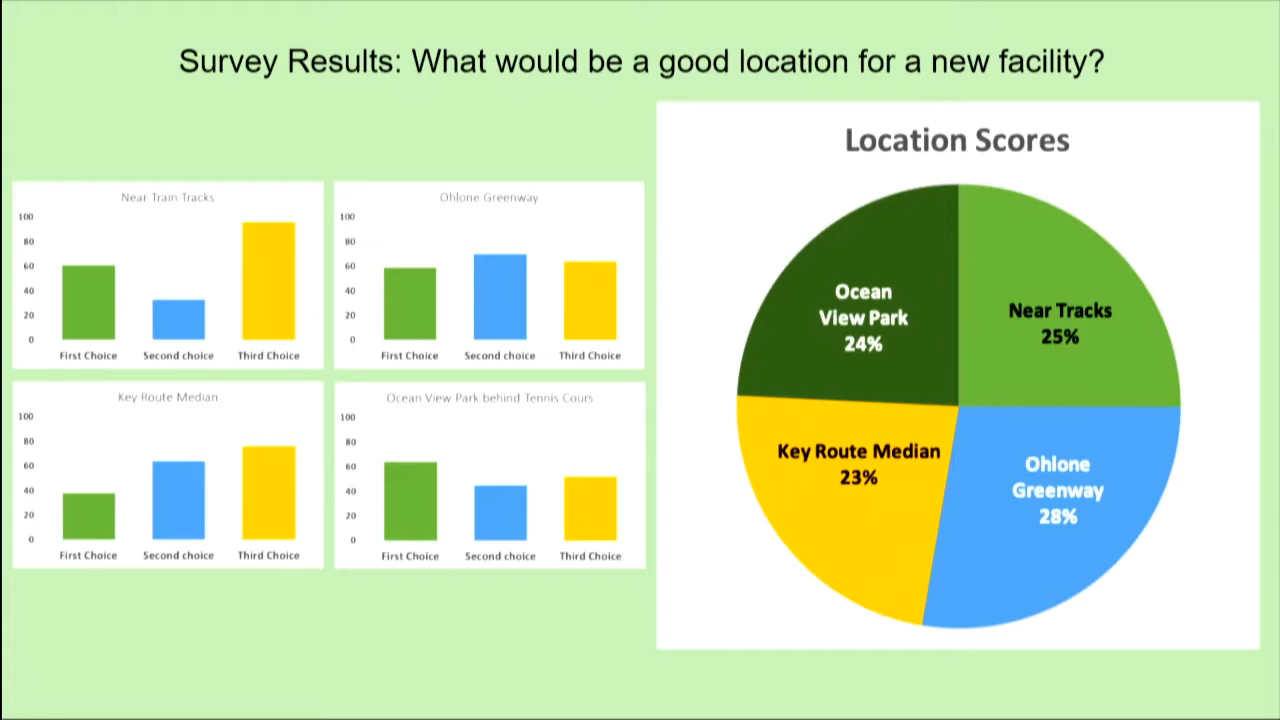 Survey Results: What would be a good location for a new facility?
Near Train Tracks
100
80
60
40
20
0
First Choice Second choice Third Choice
Ohlone Greenway
100
80
60
40
20
0
First Choice Second choice Third Choice
Key Route Median
100
80
60
40
20
0
First Choice Second choice Third Choice
Ocean View Park behind Tennis Cours
100
80
60
40
20
0
First Choice Second choice Third Choice
Location Scores
Ocean
View Park
24%
Near Tracks
25%
Key Route Median
23%
Ohlone
Greenway
28%